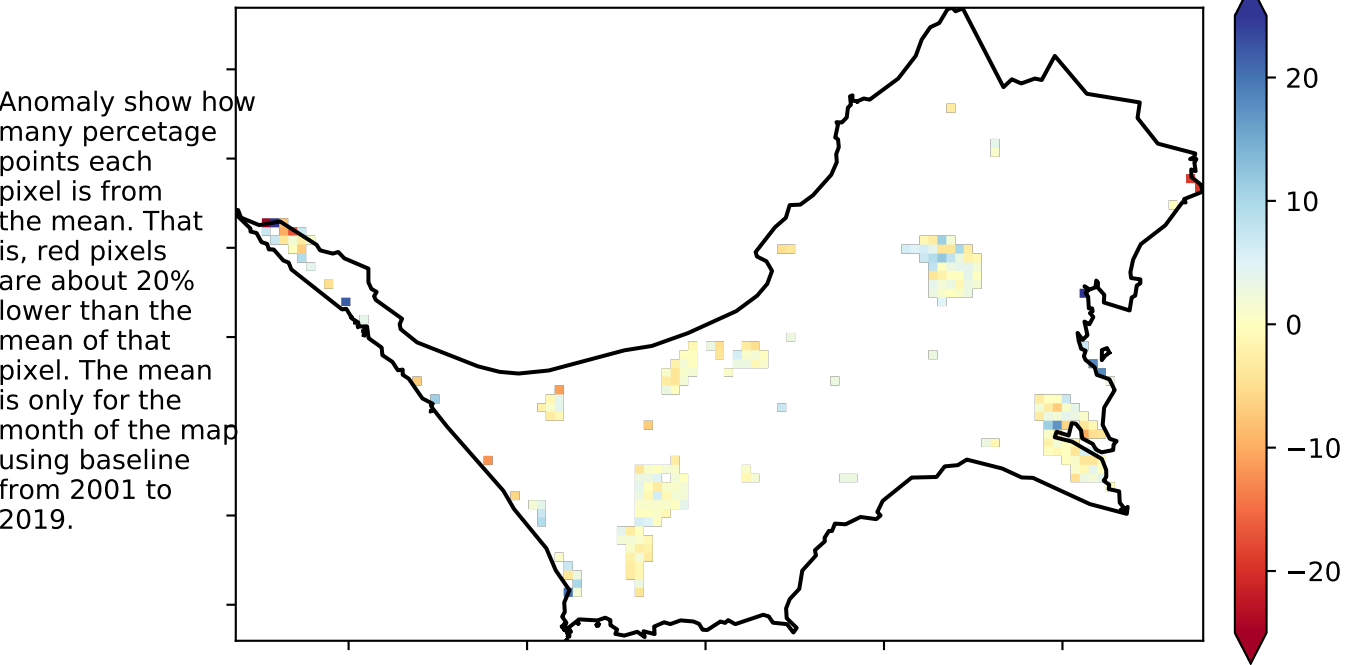 Anomaly show how
many percetage
points each
pixel is from
the mean. That
is, red pixels
are about 20%
lower than the
mean of that
pixel. The mean
is only for the
month of the map
using baseline
from 2001 to
2019.
20
10
0
−10
−20